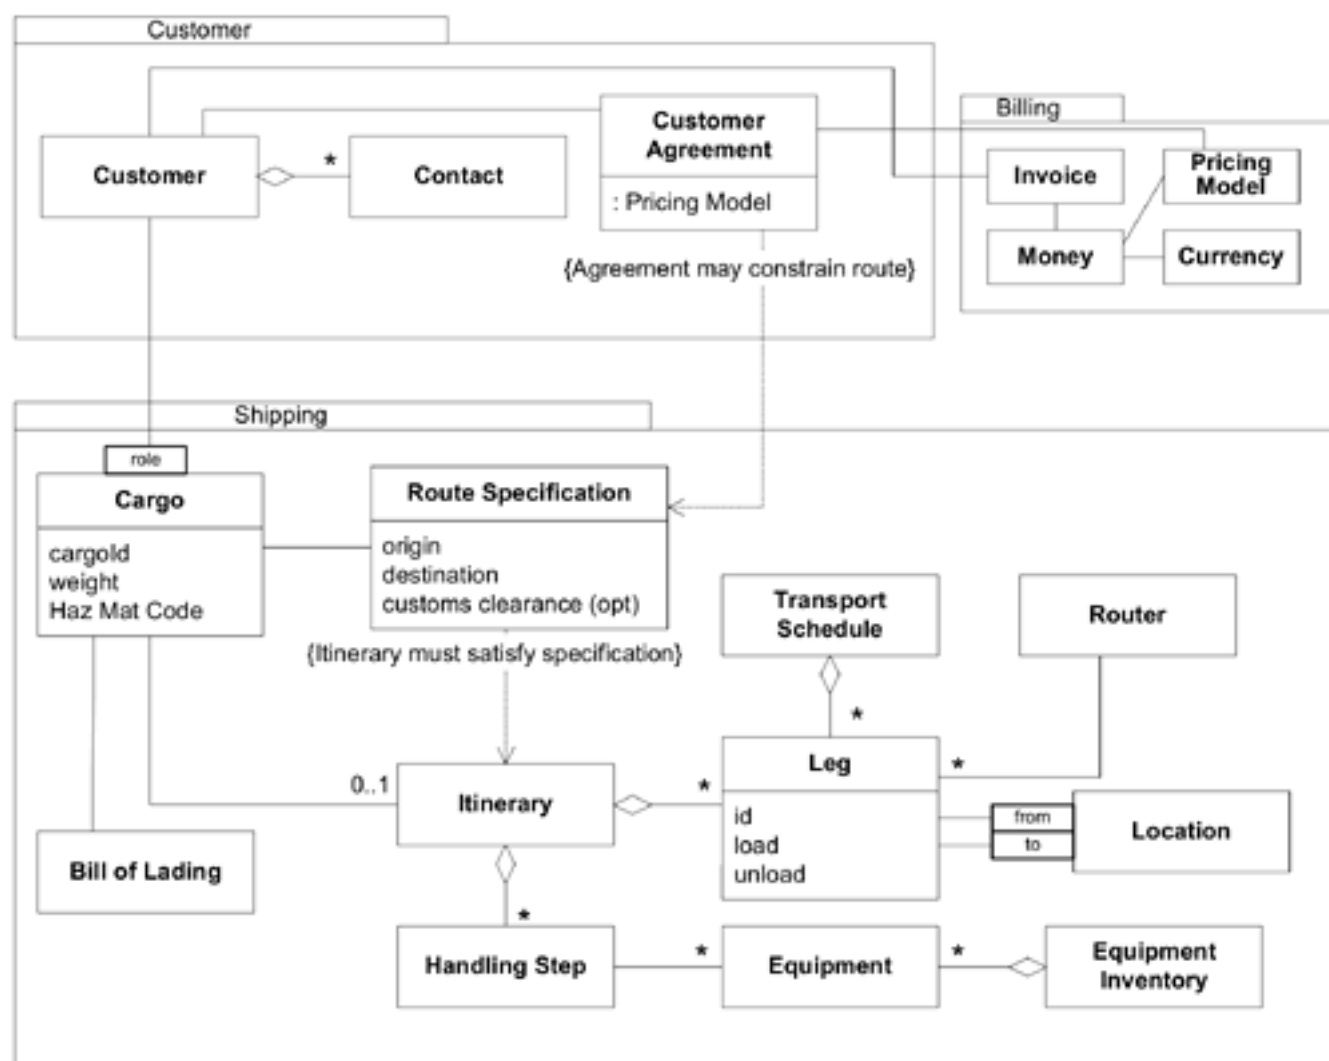 Customer
Customer
*
Contact
Customer
Agreement
: Pricing Model
{Agreement may constrain route}
Billing
Invoice
Pricing
Model
Money
Currency
Shipping
role
Cargo
cargoId
weight
Haz Mat Code
Route Specification
origin
destination
customs clearance (opt)
{Itinerary must satisfy specification}
Transport
Schedule
*
Router
*
0..1
Itinerary
*
Leg
id
load
unload
from
to
Location
Bill of Lading
*
Handling Step
*
Equipment
*
Equipment
Inventory